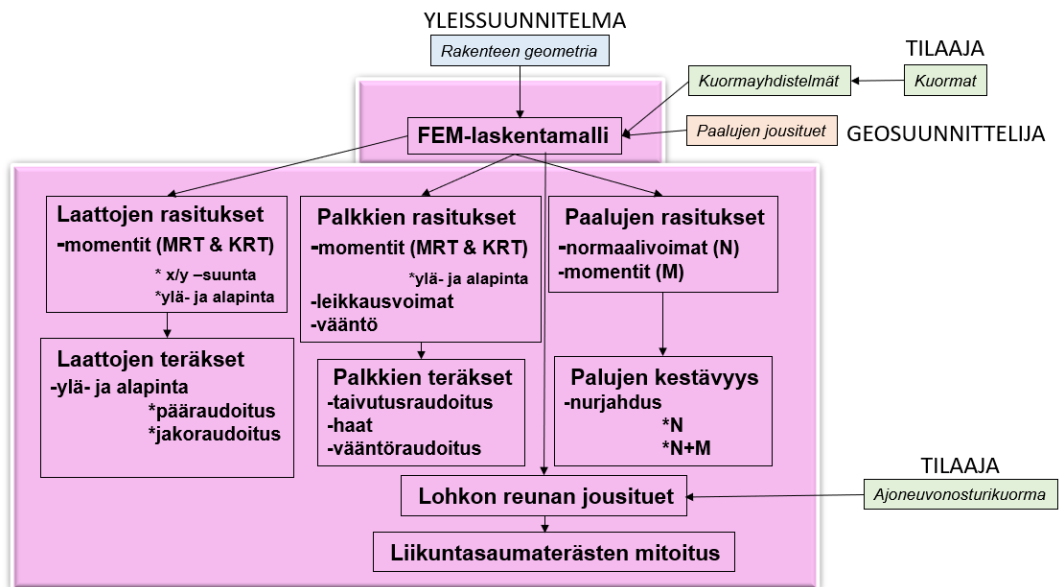 YLEISSUUNNITELMA
Rakenteen geometria
TILAAJA
Kuormayhdistelmät
Kuormat
FEM-laskentamalli
Paalujen jousituet
GEOSUUNNITTELIJA
Laattojen rasitukset
-momentit (MRT & KRT)
* x/y –suunta
*ylä- ja alapinta
Palkkien rasitukset
-momentit (MRT & KRT)
*ylä- ja alapinta
-leikkausvoimat
-vääntö
Paalujen rasitukset
-normaalivoimat (N)
-momentit (M)
Laattojen teräkset
-ylä- ja alapinta
*pääraudoitus
*jakoraudoitus
Palkkien teräkset
-taivutusraudoitus
-haat
-vääntöraudoitus
Palujen kestävyys
-nurjahdus
*N
*N+M
TILAAJA
Lohkon reunan jousituet
Ajoneuvonosturikuorma
Liikuntasaumaterästen mitoitus